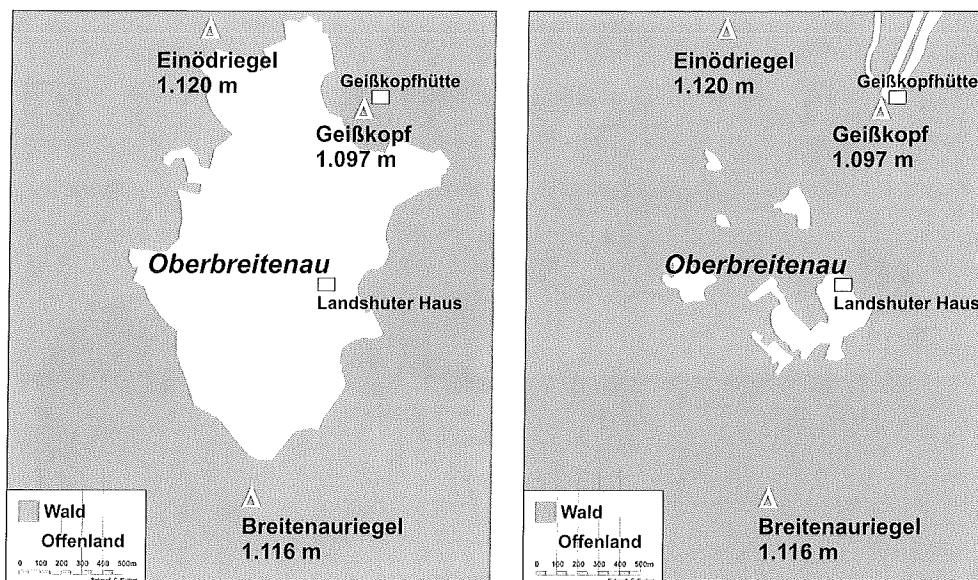 Einödriegel
1.120 m
Geißkopfhütte
Geißkopf
1.097 m
Oberbreitenau
Landshuter Haus
Breitenauriegel
1.116 m
Wald
Offenland
0 100 200 300 400 500m
Einödriegel
1.120 m
Geißkopfhütte
Geißkopf
1.097 m
Oberbreitenau
Landshuter Haus
Breitenauriegel
1.116 m
Wald
Offenland
0 100 200 300 400 500m